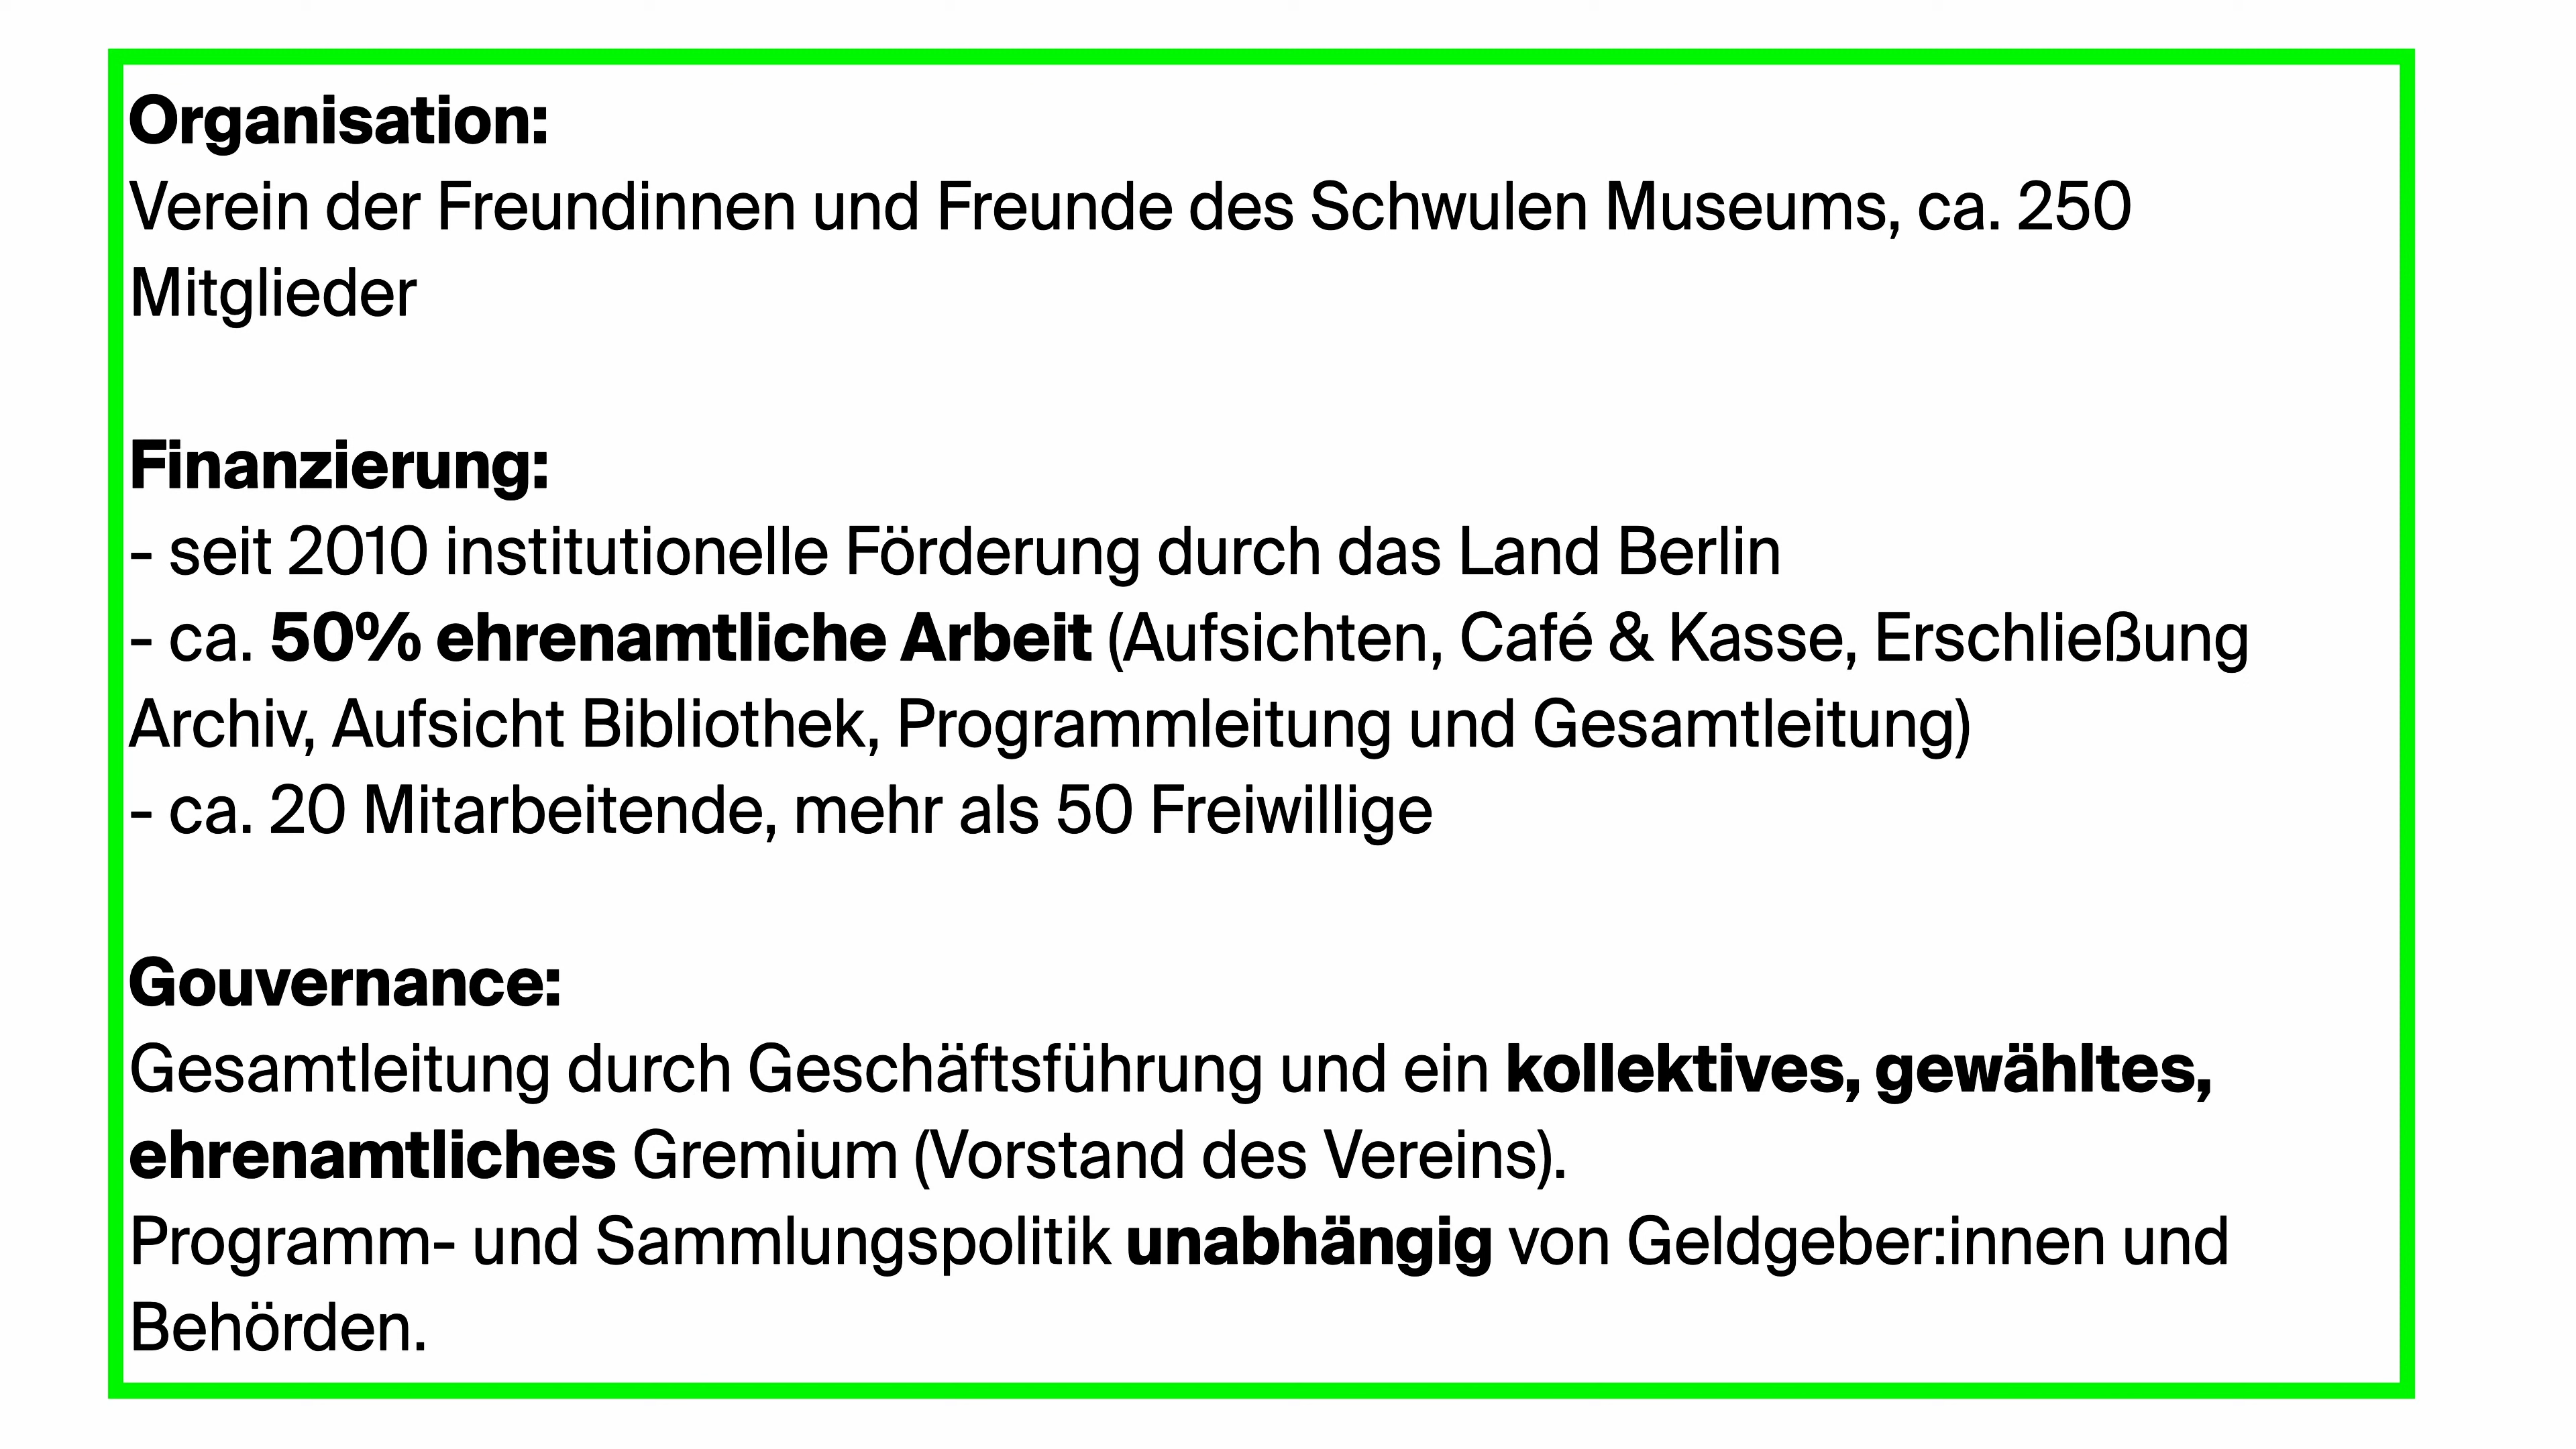 Organisation:
Verein der Freundinnen und Freunde des Schwulen Museums, ca. 250
Mitglieder
Finanzierung:
- seit 2010 institutionelle Förderung durch das Land Berlin
- ca. 50% ehrenamtliche Arbeit (Aufsichten, Café & Kasse, Erschließung
Archiv, Aufsicht Bibliothek, Programmleitung und Gesamtleitung)
- ca. 20 Mitarbeitende, mehr als 50 Freiwillige
Gouvernance:
Gesamtleitung durch Geschäftsführung und ein kollektives, gewähltes,
ehrenamtliches Gremium (Vorstand des Vereins).
Programm- und Sammlungspolitik unabhängig von Geldgeber:innen und
Behörden.